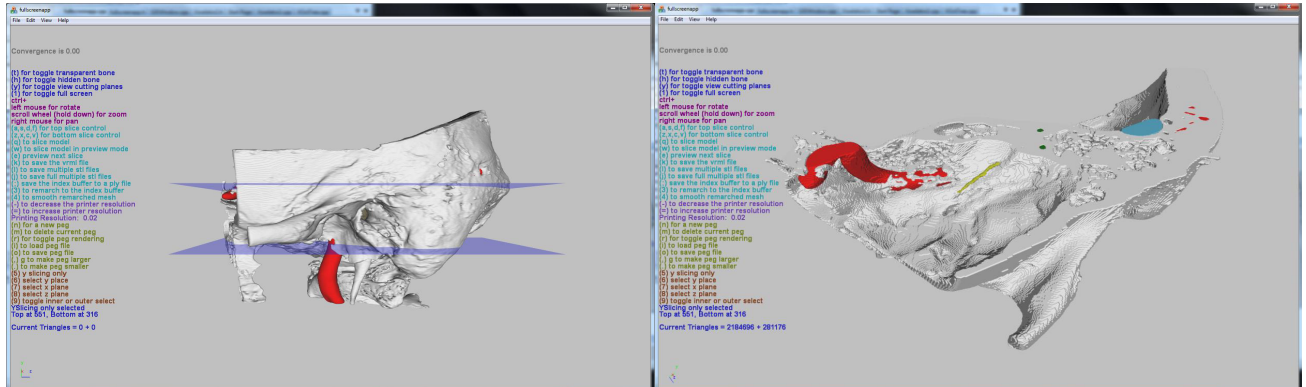 fullscreenapp
File Edit View Help
Convergence is 0.00
(t) for toggle transparent bone
(h) for toggle hidden bone
(y) for toggle view cutting planes
(1) for toggle full screen
ctrl+
left mouse for rotate
scroll wheel (hold down) for zoom
right mouse for pan
(a,s,d,f) for top slice control
(z,x,c,v) for bottom slice control
(q) to slice model
(w) to slice model in preview mode
(e) preview next slice
(k) to save the vrml file
(l) to save multiple stl files
(j) to save full multiple stl files
(,) save the index buffer to a ply file
(3) to remarch to the index buffer
(4) to smooth remarched mesh
(-) to decrease the printer resolution
(=) to increase printer resolution
Printing Resolution: 0.02
(n) for a new peg
(m) to delete current peg
(r) for toggle peg rendering
(i) to load peg file
(o) to save peg file
(.) g to make peg larger
(,) to make peg smaller
(5) y slicing only
(6) select y place
(7) select x plane
(8) select z plane
(9) toggle inner or outer select
YSlicing only selected
Top at 551, Bottom at 316
Current Triangles = 0 + 0
fullscreenapp
File Edit View Help
Convergence is 0.00
(t) for toggle transparent bone
(h) for toggle hidden bone
(y) for toggle view cutting planes
(1) for toggle full screen
ctrl+
left mouse for rotate
scroll wheel (hold down) for zoom
right mouse for pan
(a,s,d,f) for top slice control
(z,x,c,v) for bottom slice control
(q) to slice model
(w) to slice model in preview mode
(e) preview next slice
(k) to save the vrml file
(l) to save multiple stl files
(j) to save full multiple stl files
(,) save the index buffer to a ply file
(3) to remarch to the index buffer
(4) to smooth remarched mesh
(-) to decrease the printer resolution
(=) to increase printer resolution
Printing Resolution: 0.02
(n) for a new peg
(m) to delete current peg
(r) for toggle peg rendering
(i) to load peg file
(o) to save peg file
(.) g to make peg larger
(,) to make peg smaller
(5) y slicing only
(6) select y place
(7) select x plane
(8) select z plane
(9) toggle inner or outer select
YSlicing only selected
Top at 551, Bottom at 316
Current Triangles = 2184696 + 281176